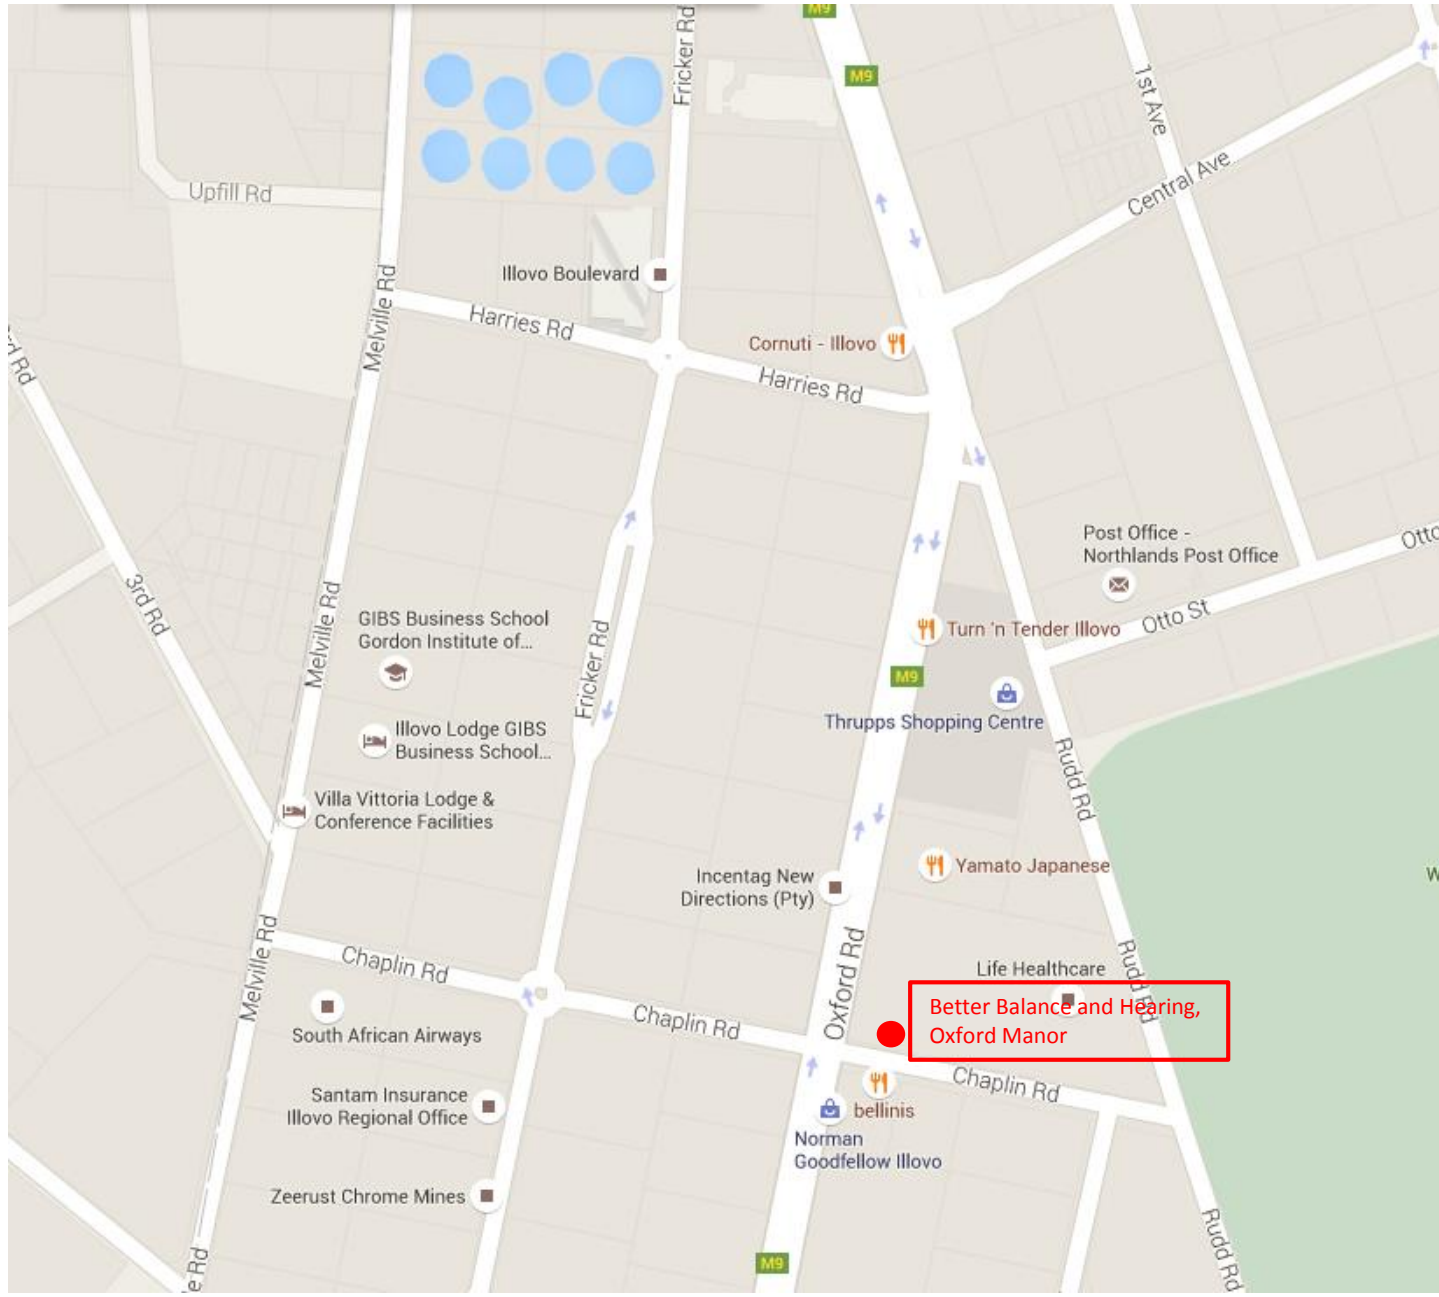 M9
Fricker Rd
M9
1st Ave
Central Ave
Upfill Rd
Illovo Boulevard
Melville Rd
Harries Rd
Cornuti - Illovo
Harries Rd
rd Rd
Post Office -
Northlands Post Office
Otto
3rd Rd
Melville Rd
GIBS Business School
Gordon Institute of...
Fricker Rd
Turn 'n Tender Illovo
Otto St
M9
Thrupps Shopping Centre
Illovo Lodge GIBS
Business School...
Rudd Rd
Villa Vittoria Lodge &
Conference Facilities
Yamato Japanese
Incentag New
Directions (Pty)
W
Melville Rd
Chaplin Rd
Oxford Rd
Life Healthcare
Rudd Rd
Rudd Rd
Better Balance and Hearing,
Oxford Manor
South African Airways
Chaplin Rd
Chaplin Rd
bellinis
Santam Insurance
Illovo Regional Office
Norman
Goodfellow Illovo
Zeerust Chrome Mines
M9
e Rd
Rudd Rd